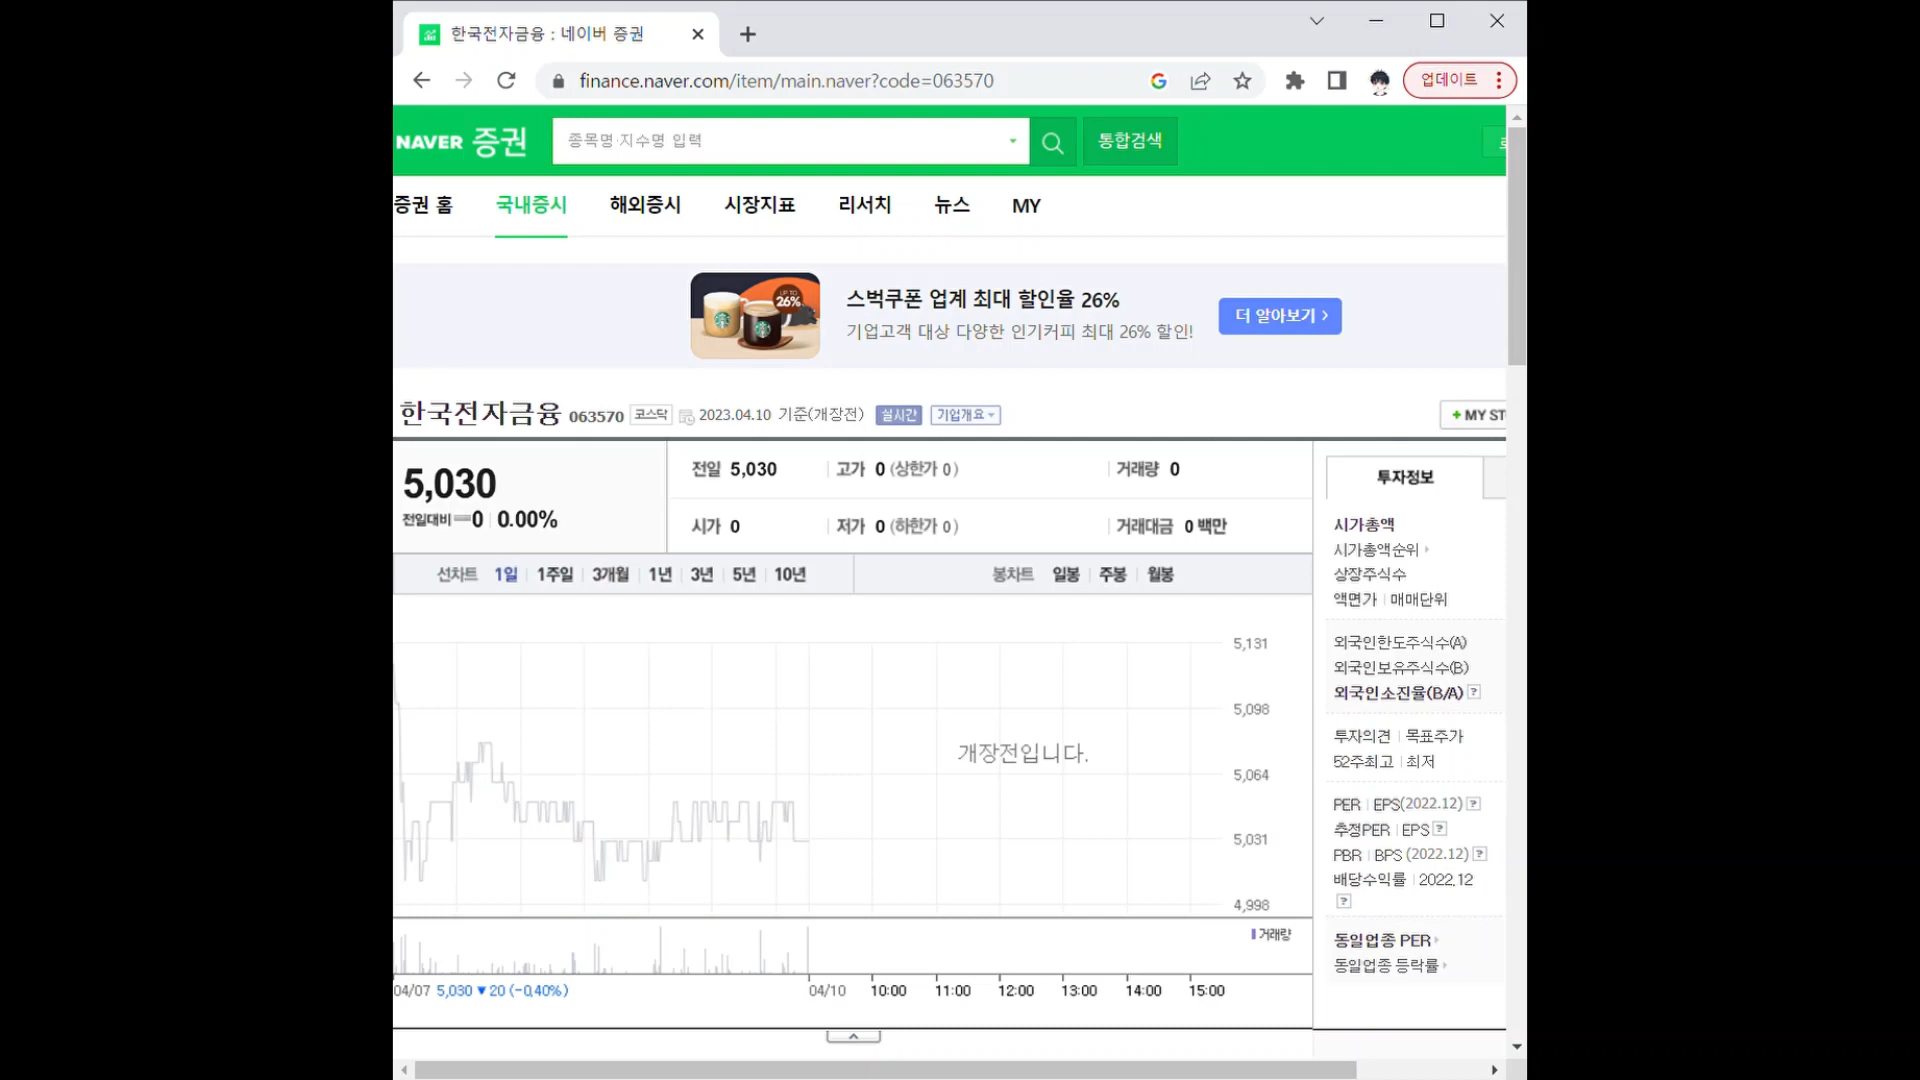 한국전자금융 : 네이버 증권
finance.naver.com/item/main.naver?code=063570
업데이트
NAVER 증권
종목명·지수명 입력
통합검색
증권 홈
국내증시
해외증시
시장지표
리서치
뉴스
MY
UP TO
26%
스벅쿠폰 업계 최대 할인율 26%
기업고객 대상 다양한 인기커피 최대 26% 할인!
더 알아보기 >
한국전자금융 063570 코스닥 2023.04.10 기준(개장전) 실시간 기업개요
+ MY ST
5,030
전일대비 0 0.00%
전일 5,030 고가 0 (상한가 0) 거래량 0
시가 0 저가 0 (하한가 0) 거래대금 0 백만
선차트 1일 1주일 3개월 1년 3년 5년 10년
봉차트 일봉 주봉 월봉
5,131
5,098
개장전입니다.
5,064
5,031
4,998
거래량
04/07 5,030 ▼ 20 (-0.40%)
04/10 10:00 11:00 12:00 13:00 14:00 15:00
투자정보
시가총액
시가총액순위
상장주식수
액면가 매매단위
외국인한도주식수(A)
외국인보유주식수(B)
외국인소진율(B/A) ?
투자의견 목표주가
52주최고 최저
PER EPS(2022.12) ?
추정PER EPS ?
PBR BPS (2022.12) ?
배당수익률 2022.12
?
동일업종 PER
동일업종 등락률